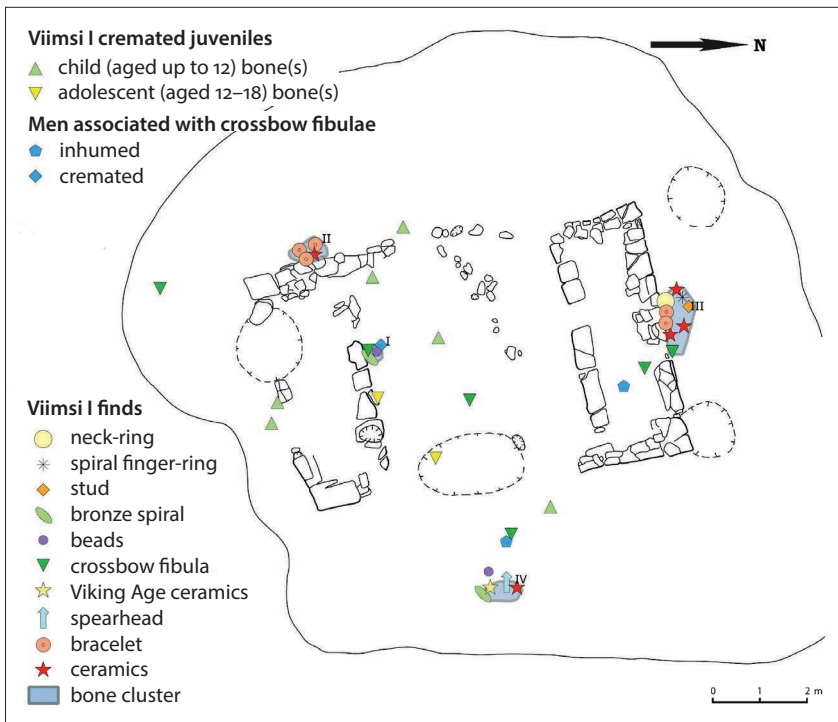 Viimsi I cremated juveniles
child (aged up to 12) bone(s)
adolescent (aged 12–18) bone(s)
Men associated with crossbow fibulae
inhumed
cremated
N
II
III
I
IV
Viimsi I finds
neck-ring
spiral finger-ring
stud
bronze spiral
beads
crossbow fibula
Viking Age ceramics
spearhead
bracelet
ceramics
bone cluster
0 1 2 m